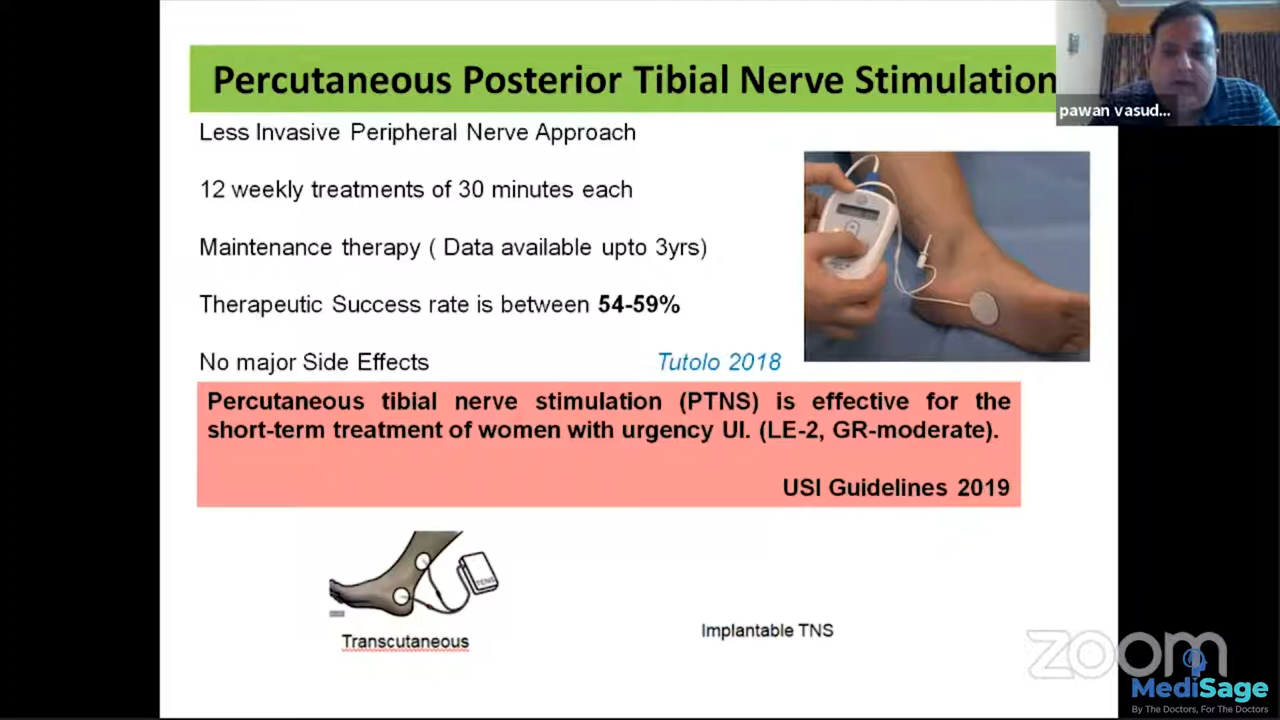 Percutaneous Posterior Tibial Nerve Stimulation
pawan vasud...
Less Invasive Peripheral Nerve Approach
12 weekly treatments of 30 minutes each
Maintenance therapy ( Data available upto 3yrs)
Therapeutic Success rate is between 54-59%
No major Side Effects
Tutolo 2018
Percutaneous tibial nerve stimulation (PTNS) is effective for the
short-term treatment of women with urgency UI. (LE-2, GR-moderate).
USI Guidelines 2019
TENS
Transcutaneous
Implantable TNS
zoom
MediSage
By The Doctors, For The Doctors